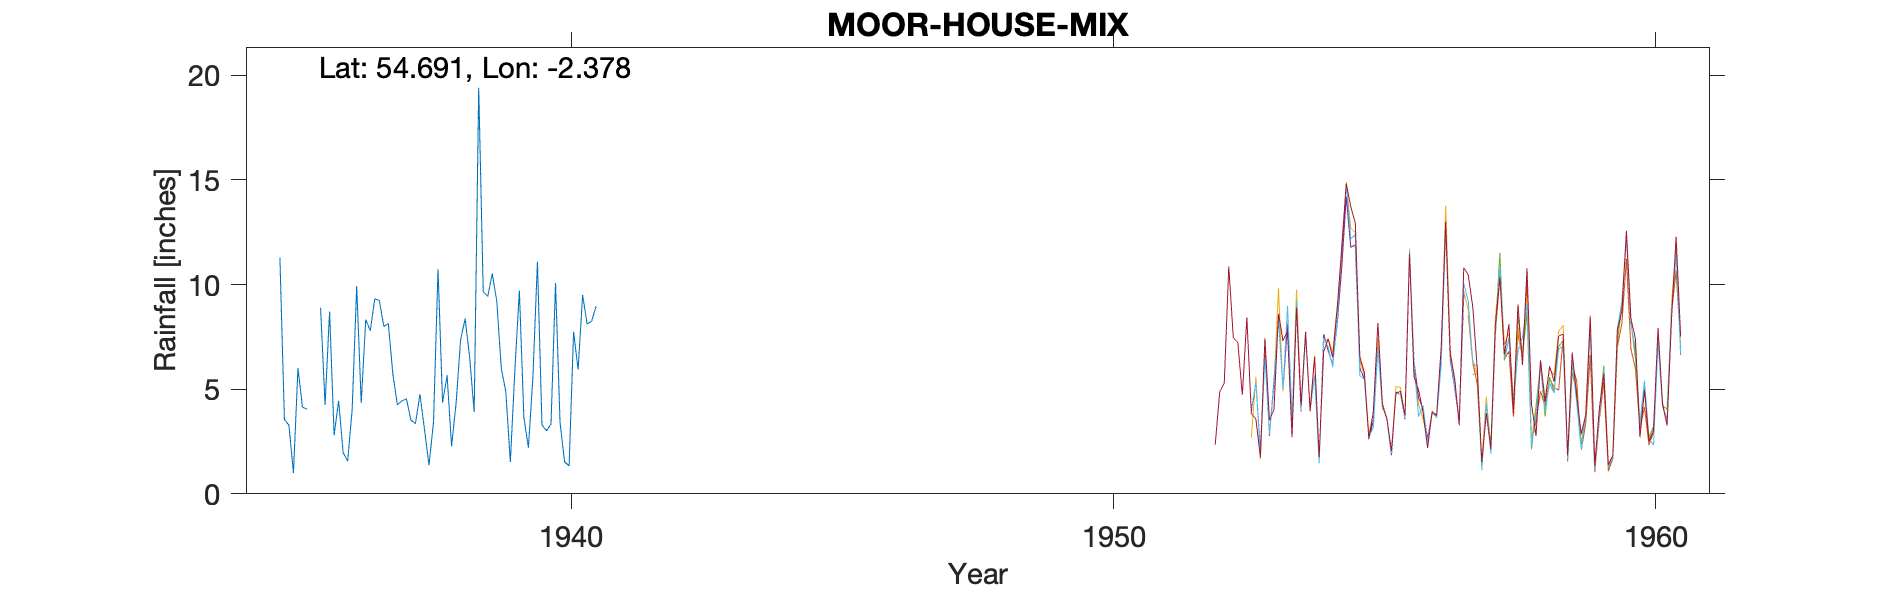 MOOR-HOUSE-MIX
Lat: 54.691, Lon: -2.378
20
15
10
5
0
Rainfall [inches]
1940
1950
1960
Year